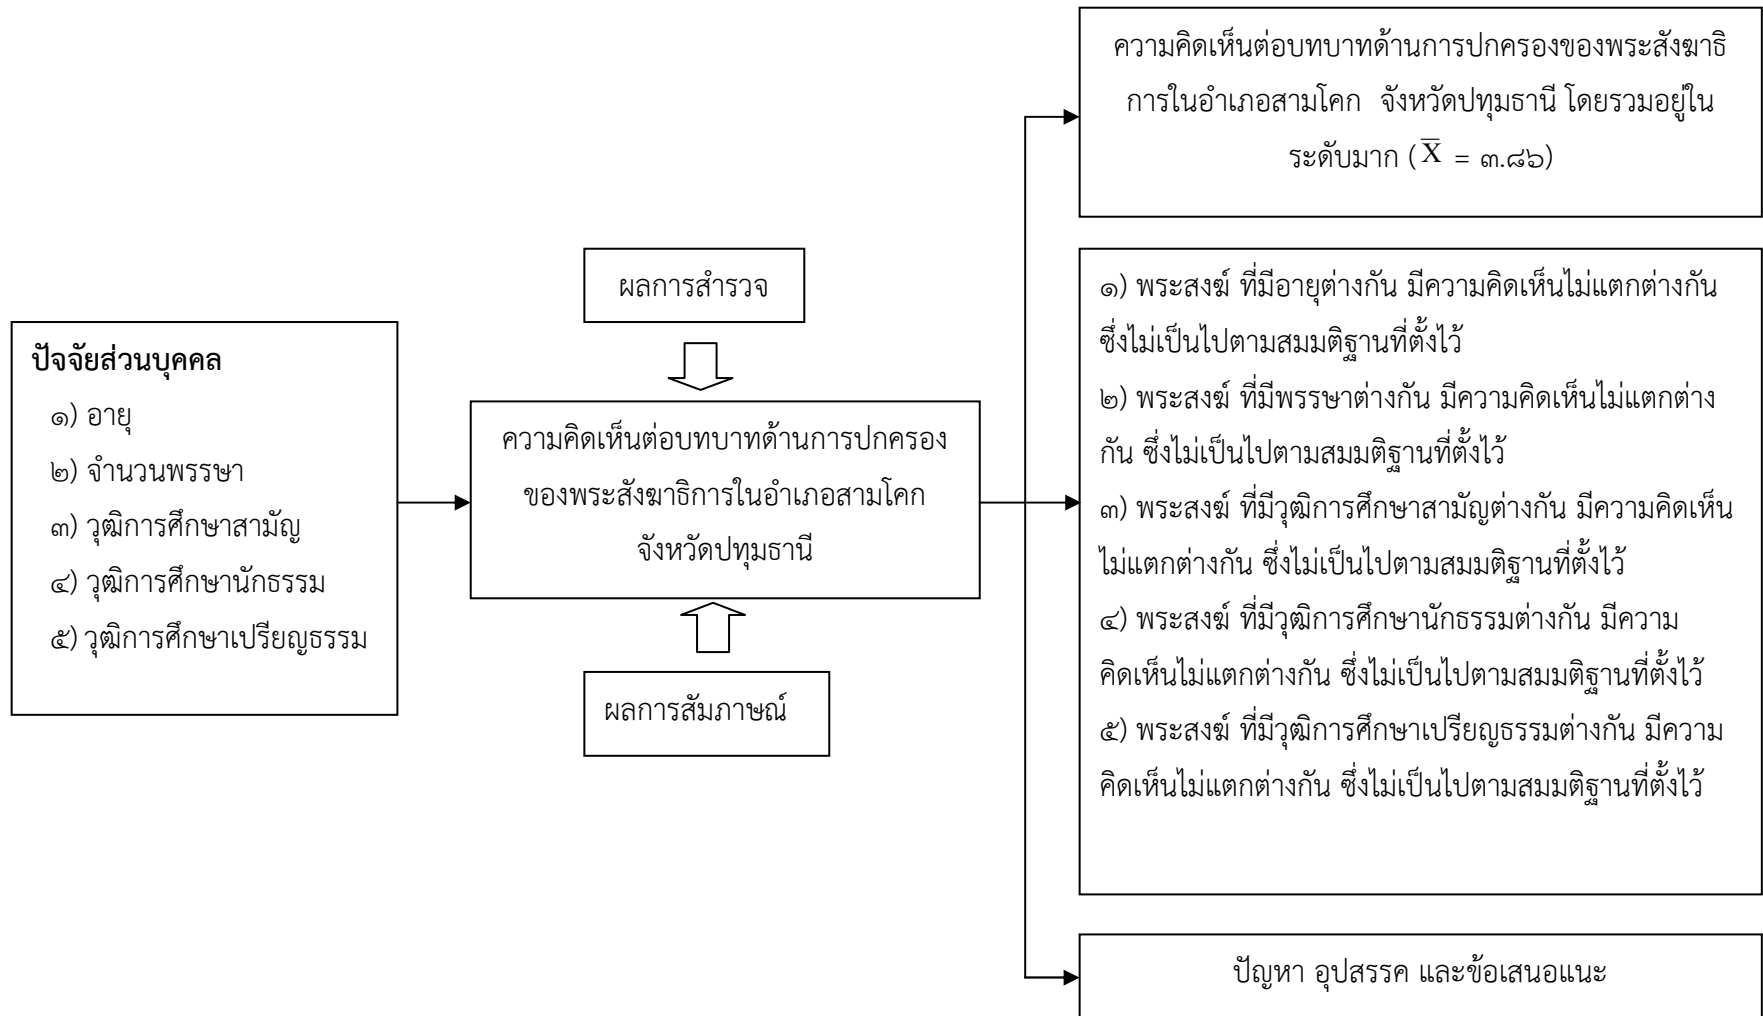 ปัจจัยส่วนบุคคล
๑) อายุ
๒) จำนวนพรรษา
๓) วุฒิการศึกษาสามัญ
๔) วุฒิการศึกษานักธรรม
๕) วุฒิการศึกษาเปรียญธรรม
ผลการสำรวจ
ความคิดเห็นต่อบทบาทด้านการปกครอง
ของพระสังฆาธิการในอำเภอสามโคก
จังหวัดปทุมธานี
ผลการสัมภาษณ์
ความคิดเห็นต่อบทบาทด้านการปกครองของพระสังฆาธิ
การในอำเภอสามโคก จังหวัดปทุมธานี โดยรวมอยู่ใน
ระดับมาก (X̅ = ๓.๘๖)
๑) พระสงฆ์ ที่มีอายุต่างกัน มีความคิดเห็นไม่แตกต่างกัน
ซึ่งไม่เป็นไปตามสมมติฐานที่ตั้งไว้
๒) พระสงฆ์ ที่มีพรรษาต่างกัน มีความคิดเห็นไม่แตกต่าง
กัน ซึ่งไม่เป็นไปตามสมมติฐานที่ตั้งไว้
๓) พระสงฆ์ ที่มีวุฒิการศึกษาสามัญต่างกัน มีความคิดเห็น
ไม่แตกต่างกัน ซึ่งไม่เป็นไปตามสมมติฐานที่ตั้งไว้
๔) พระสงฆ์ ที่มีวุฒิการศึกษานักธรรมต่างกัน มีความ
คิดเห็นไม่แตกต่างกัน ซึ่งไม่เป็นไปตามสมมติฐานที่ตั้งไว้
๕) พระสงฆ์ ที่มีวุฒิการศึกษาเปรียญธรรมต่างกัน มีความ
คิดเห็นไม่แตกต่างกัน ซึ่งไม่เป็นไปตามสมมติฐานที่ตั้งไว้
ปัญหา อุปสรรค และข้อเสนอแนะ